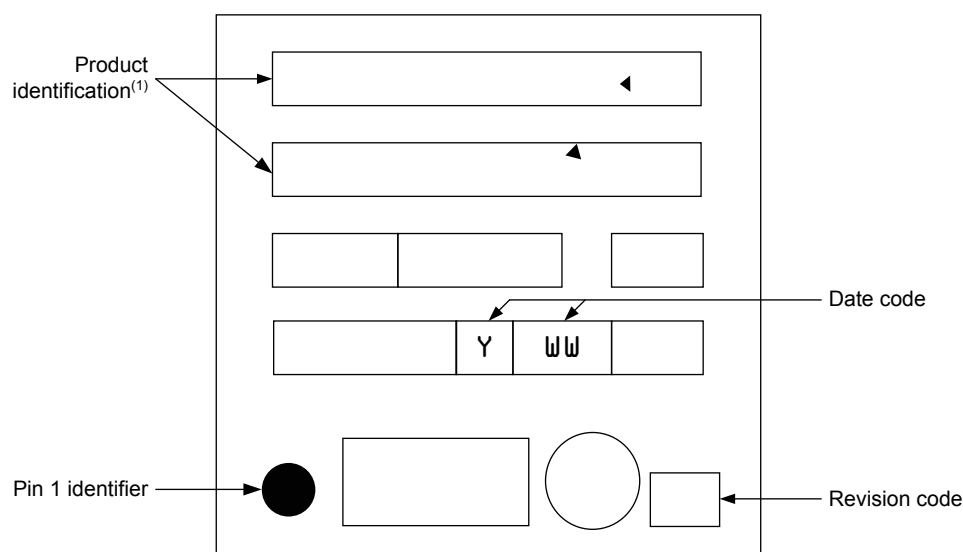 Product
identification(1)
Date code
Y WW
Pin 1 identifier
Revision code